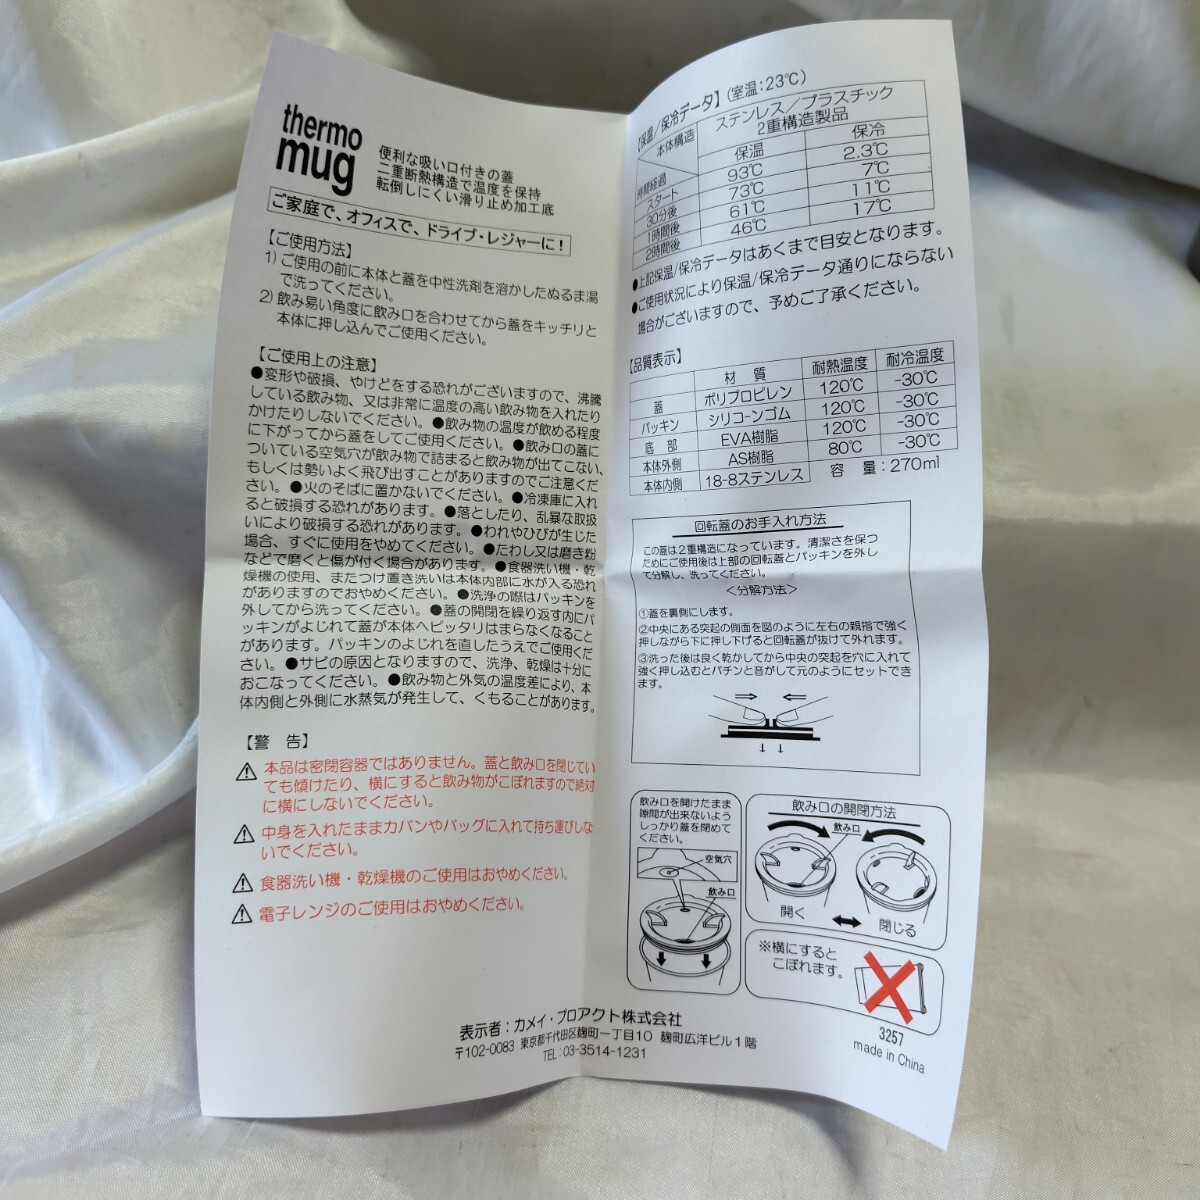 thermo
mug
便利な吸い口付きの蓋
二重断熱構造で温度を保持
転倒しにくい滑り止め加工底
ご家庭で、オフィスで、ドライブ・レジャーに！
【ご使用方法】
1) ご使用の前に本体と蓋を中性洗剤を溶かしたぬるま湯
で洗ってください。
2) 飲み易い角度に飲み口を合わせてから蓋をキッチリと
本体に押し込んでご使用ください。
【ご使用上の注意】
●変形や破損、やけどをする恐れがございますので、沸騰
している飲み物、又は非常に温度の高い飲み物を入れたり
かけたりしないでください。●飲み物の温度が飲める程度
に下がってから蓋をしてご使用ください。●飲み口の蓋に
ついている空気穴が飲み物で詰まると飲み物が出てこない、
もしくは勢いよく飛び出すことがありますのでご注意くだ
さい。●火のそばに置かないでください。●冷凍庫に入れ
ると破損する恐れがあります。●落としたり、乱暴な取扱
いにより破損する恐れがあります。●われやひびが生じた
場合、すぐに使用をやめてください。●たわし又は磨き粉
などで磨くと傷が付く場合があります。●食器洗い機・乾
燥機の使用、またつけ置き洗いは本体内部に水が入る恐れ
がありますのでおやめください。●洗浄の際はパッキンを
外してから洗ってください。●蓋の開閉を繰り返す内にパ
ッキンがよじれて蓋が本体へピッタリはまらなくなること
があります。パッキンのよじれを直したうえでご使用くだ
さい。●サビの原因となりますので、洗浄、乾燥は十分に
おこなってください。●飲み物と外気の温度差により、本
体内側と外側に水蒸気が発生して、くもることがあります。
【警 告】
本品は密閉容器ではありません。蓋と飲み口を閉じてい
ても傾けたり、横にすると飲み物がこぼれますので絶対
に横にしないでください。
中身を入れたままカバンやバッグに入れて持ち運びしな
いでください。
食器洗い機・乾燥機のご使用はおやめください。
電子レンジのご使用はおやめください。
【保温/保冷データ】(室温:23℃)
本体構造 ステンレス/プラスチック
2重構造製品
時間経過 保温 保冷
スタート 93℃ 2.3℃
30分後 73℃ 7℃
1時間後 61℃ 11℃
2時間後 46℃ 17℃
●上記保温/保冷データはあくまで目安となります。
●ご使用状況により保温/保冷データ通りにならない
場合がございますので、予めご了承ください。
【品質表示】
材 質 耐熱温度 耐冷温度
蓋 ポリプロピレン 120℃ -30℃
パッキン シリコーンゴム 120℃ -30℃
底 部 EVA樹脂 120℃ -30℃
本体外側 AS樹脂 80℃ -30℃
本体内側 18-8ステンレス 容 量：270ml
回転蓋のお手入れ方法
この蓋は2重構造になっています。清潔さを保つ
ためにご使用後は上部の回転蓋とパッキンを外し
て分解し、洗ってください。
＜分解方法＞
①蓋を裏側にします。
②中央にある突起の側面を図のように左右の親指で強く
押しながら下に押し下げると回転蓋が抜けて外れます。
③洗った後は良く乾かしてから中央の突起を穴に入れて
強く押し込むとパチンと音がして元のようにセットでき
ます。
飲み口を開けたまま
隙間が出来ないよう
しっかり蓋を閉めて
ください。
空気穴
飲み口
飲み口の開閉方法
飲み口
開く
閉じる
※横にすると
こぼれます。
表示者：カメイ・プロアクト株式会社
〒102-0083 東京都千代田区麹町一丁目10 麹町広洋ビル1階
TEL：03-3514-1231
3257
made in China